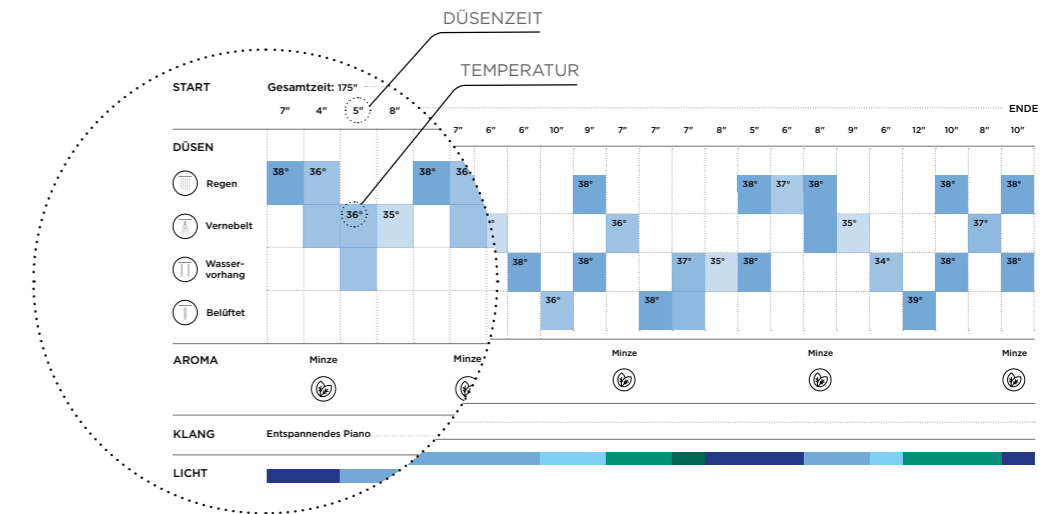 DÜSENZEIT
TEMPERATUR
START
Gesamtzeit: 175"
ENDE
7" 4" 5" 8"
7" 6" 6" 10" 9" 7" 7" 7" 8" 5" 6" 8" 9" 6" 12" 10" 8" 10"
DÜSEN
Regen 38° 36° 38° 36 38° 38° 37° 38° 38° 38°
Vernebelt 36° 35° 36° 35° 37°
Wasser-
vorhang 38° 38° 37° 35° 38° 34° 38° 38°
Belüftet 36° 38° 39°
AROMA Minze Minze Minze Minze Minze
KLANG Entspannendes Piano
LICHT